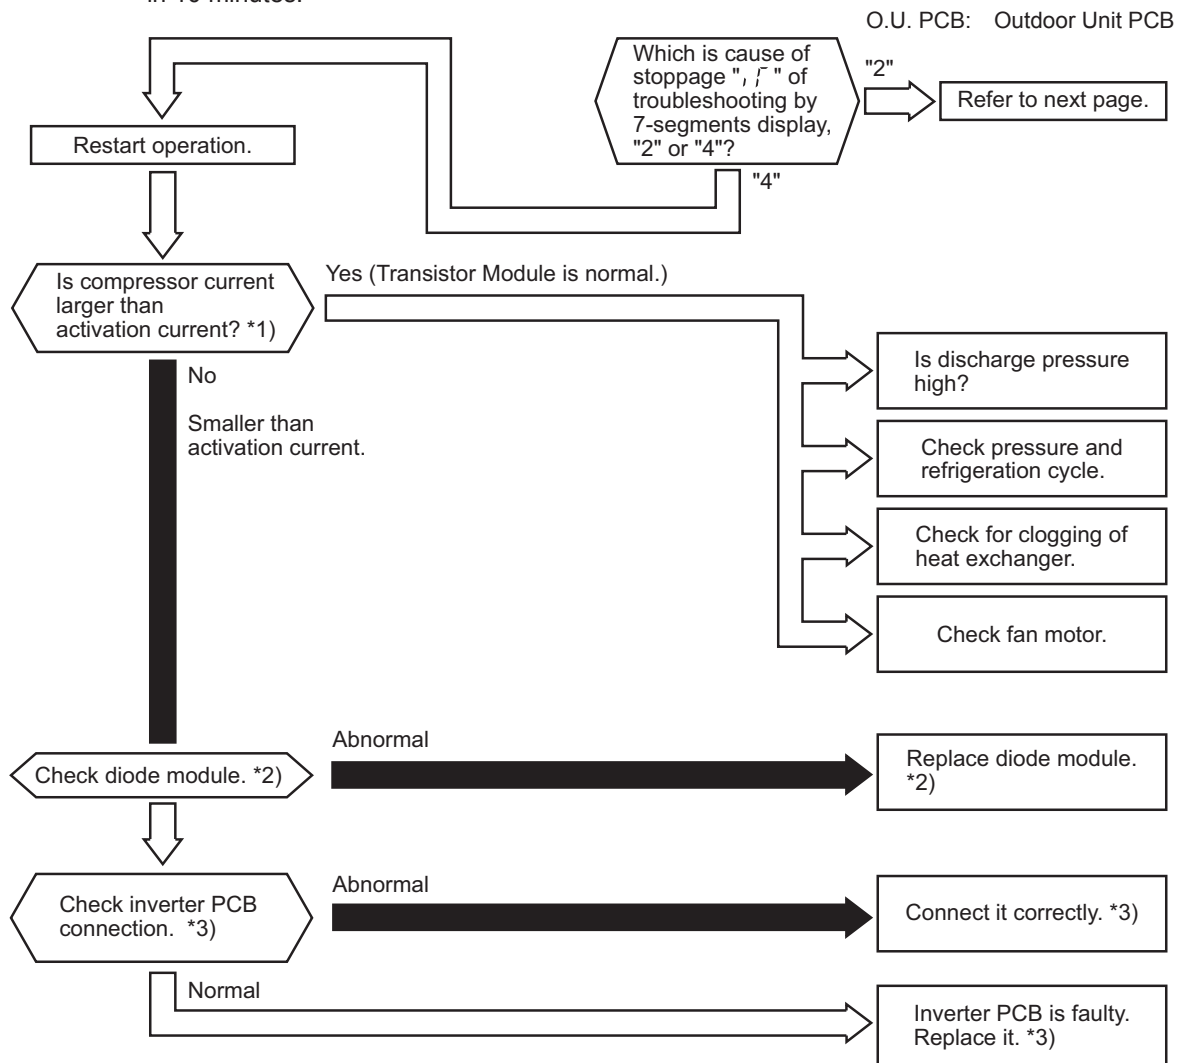 O.U. PCB: Outdoor Unit PCB
Which is cause of
stoppage " " of
troubleshooting by
7-segments display,
"2" or "4"?
"2"
Refer to next page.
"4"
Restart operation.
Is compressor current
larger than
activation current? *1)
Yes (Transistor Module is normal.)
No
Smaller than
activation current.
Is discharge pressure
high?
Check pressure and
refrigeration cycle.
Check for clogging of
heat exchanger.
Check fan motor.
Check diode module. *2)
Abnormal
Replace diode module.
*2)
Check inverter PCB
connection. *3)
Abnormal
Connect it correctly. *3)
Normal
Inverter PCB is faulty.
Replace it. *3)